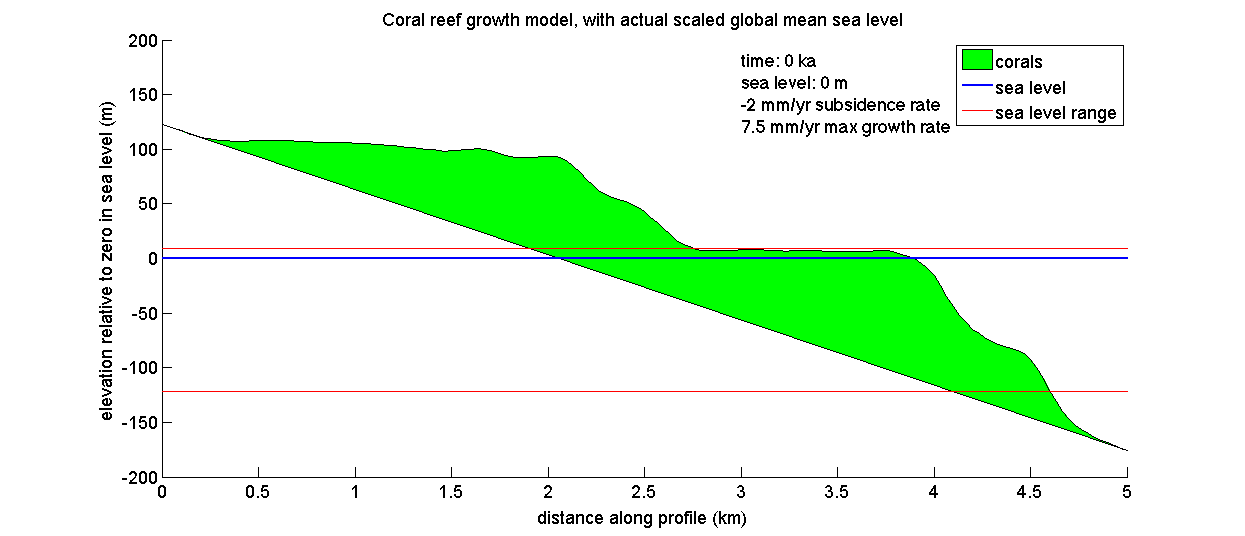 Coral reef growth model, with actual scaled global mean sea level
time: 0 ka
sea level: 0 m
-2 mm/yr subsidence rate
7.5 mm/yr max growth rate
corals
sea level
sea level range
elevation relative to zero in sea level (m)
200
150
100
50
0
-50
-100
-150
-200
0 0.5 1 1.5 2 2.5 3 3.5 4 4.5 5
distance along profile (km)